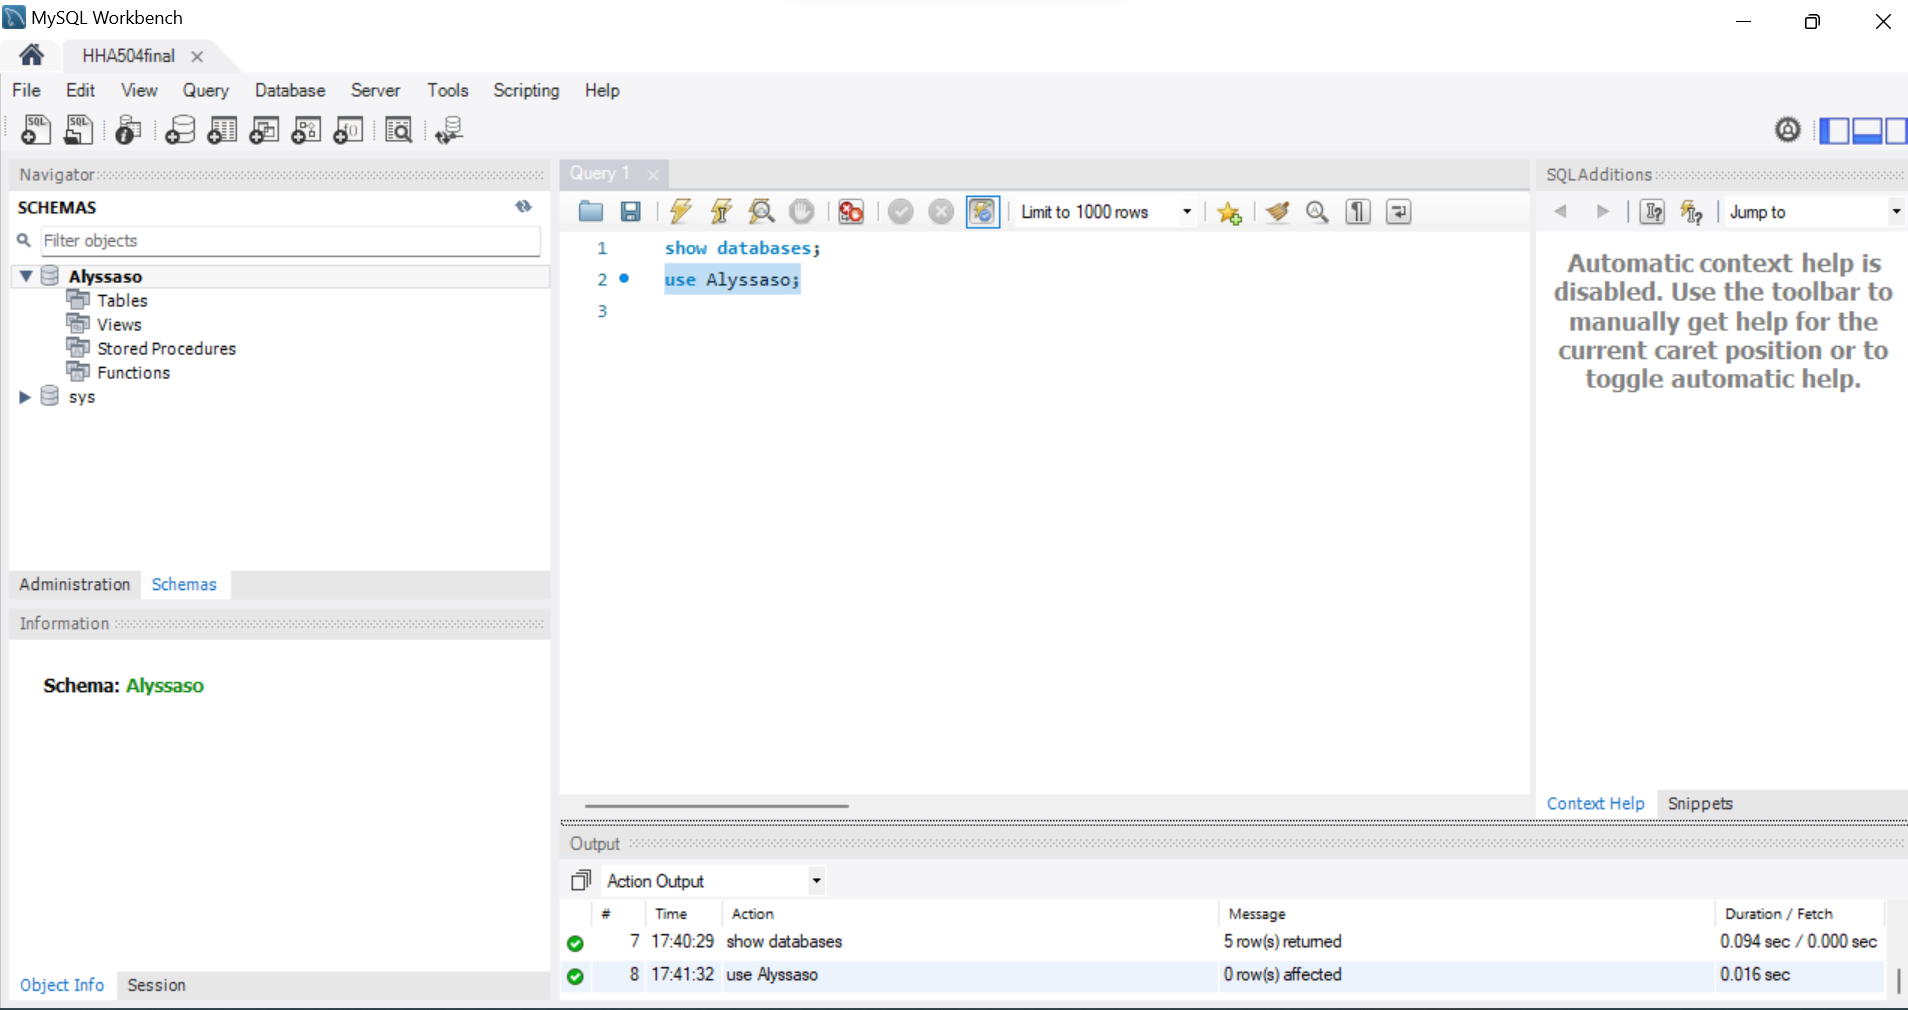 MySQL Workbench
HHA504final
File Edit View Query Database Server Tools Scripting Help
Navigator
SCHEMAS
Filter objects
Alyssaso
Tables
Views
Stored Procedures
Functions
sys
Administration Schemas
Information
Schema: Alyssaso
Object Info Session
Query 1
Limit to 1000 rows
1 show databases;
2 use Alyssaso;
3
SQLAdditions
Jump to
Automatic context help is
disabled. Use the toolbar to
manually get help for the
current caret position or to
toggle automatic help.
Context Help Snippets
Output
Action Output
# Time Action Message Duration / Fetch
7 17:40:29 show databases 5 row(s) returned 0.094 sec / 0.000 sec
8 17:41:32 use Alyssaso 0 row(s) affected 0.016 sec